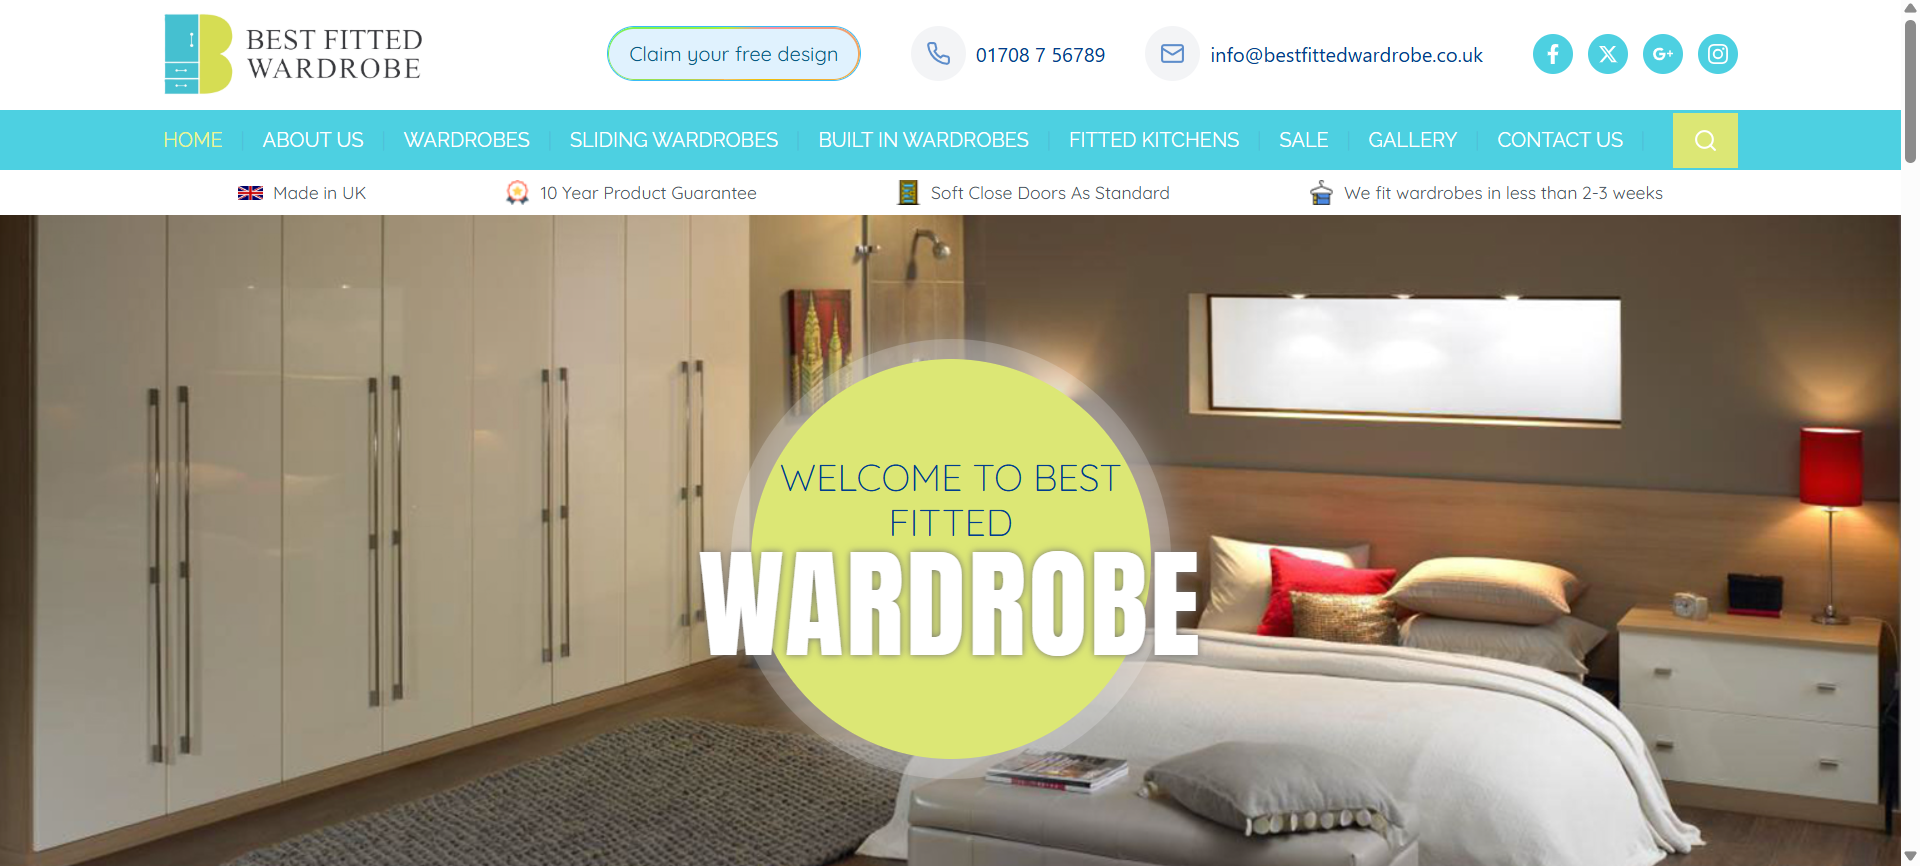 BEST FITTED
WARDROBE
Claim your free design
01708 7 56789
info@bestfittedwardrobe.co.uk
HOME
ABOUT US
WARDROBES
SLIDING WARDROBES
BUILT IN WARDROBES
FITTED KITCHENS
SALE
GALLERY
CONTACT US
Made in UK
10 Year Product Guarantee
Soft Close Doors As Standard
We fit wardrobes in less than 2-3 weeks
WELCOME TO BEST
FITTED
WARDROBE